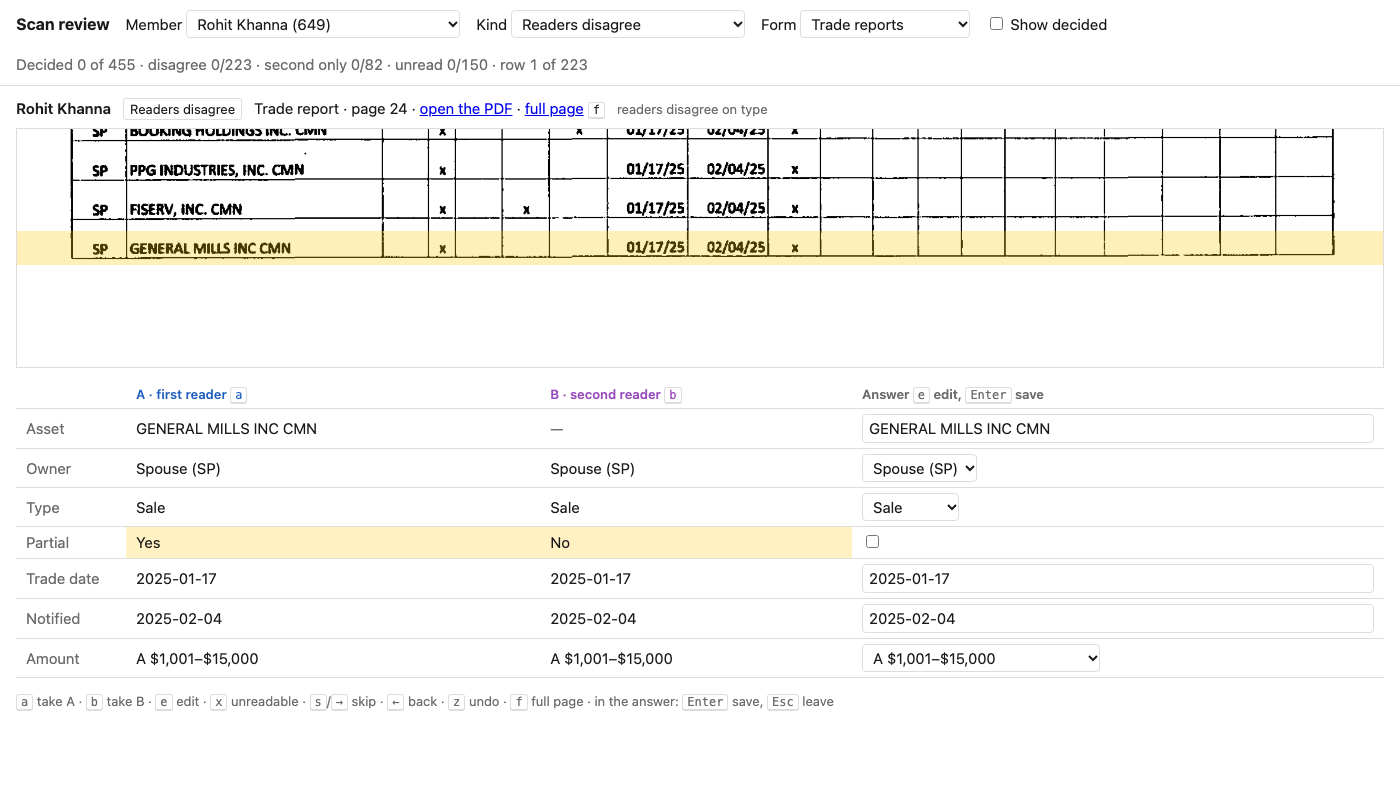 Scan review Member Rohit Khanna (649) Kind Readers disagree Form Trade reports Show decided
Decided 0 of 455 · disagree 0/223 · second only 0/82 · unread 0/150 · row 1 of 223
Rohit Khanna Readers disagree Trade report · page 24 · open the PDF · full page f readers disagree on type
SP BOOKING HOLDINGS INC. CMN x x 01/17/25 02/04/25 x
SP PPG INDUSTRIES, INC. CMN x 01/17/25 02/04/25 x
SP FISERV, INC. CMN x x 01/17/25 02/04/25 x
SP GENERAL MILLS INC CMN x 01/17/25 02/04/25 x
A · first reader a B · second reader b Answer e edit, Enter save
Asset GENERAL MILLS INC CMN — GENERAL MILLS INC CMN
Owner Spouse (SP) Spouse (SP) Spouse (SP)
Type Sale Sale Sale
Partial Yes No
Trade date 2025-01-17 2025-01-17 2025-01-17
Notified 2025-02-04 2025-02-04 2025-02-04
Amount A $1,001–$15,000 A $1,001–$15,000 A $1,001–$15,000
a take A · b take B · e edit · x unreadable · s/→ skip · ← back · z undo · f full page · in the answer: Enter save, Esc leave